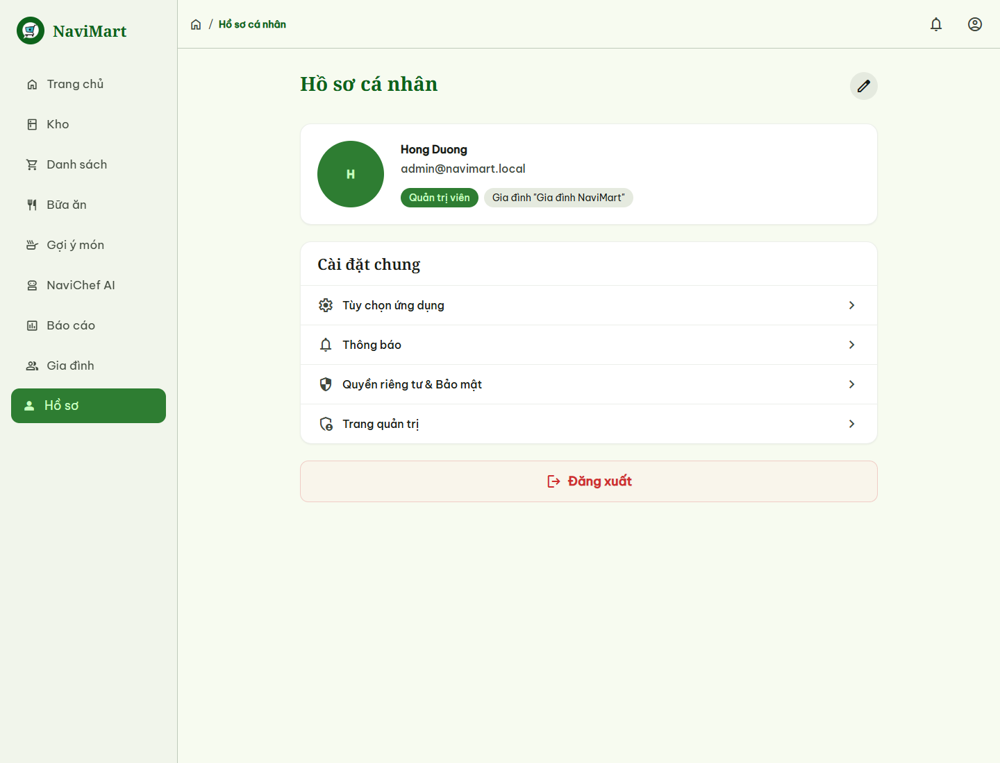 NaviMart
Trang chủ
Kho
Danh sách
Bữa ăn
Gợi ý món
NaviChef AI
Báo cáo
Gia đình
Hồ sơ
/ Hồ sơ cá nhân
Hồ sơ cá nhân
H
Hong Duong
admin@navimart.local
Quản trị viên
Gia đình "Gia đình NaviMart"
Cài đặt chung
Tùy chọn ứng dụng
Thông báo
Quyền riêng tư & Bảo mật
Trang quản trị
Đăng xuất